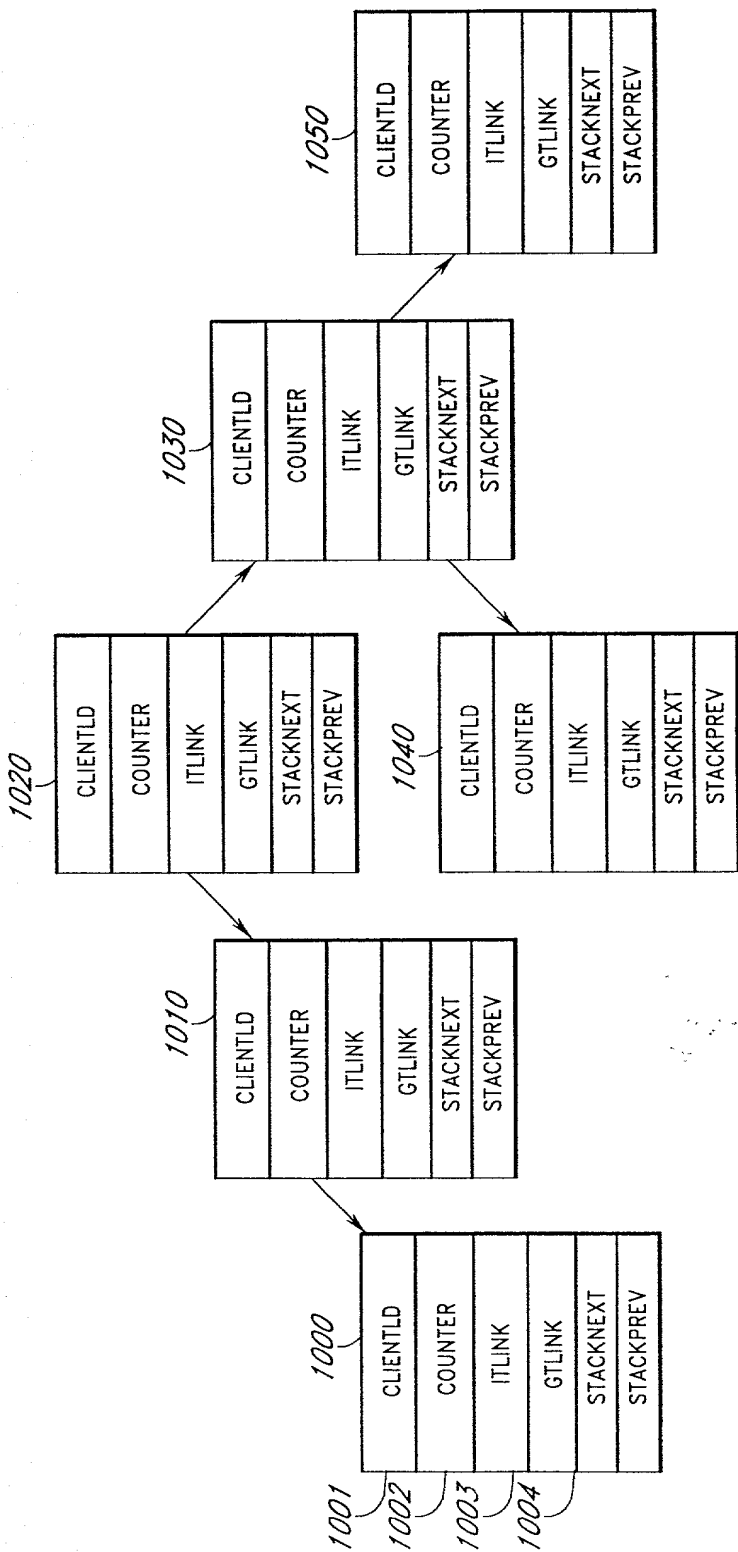 1000
1001
CLIENTLD
1002
COUNTER
1003
ITLINK
1004
GTLINK
STACKNEXT
STACKPREV
1010
CLIENTLD
COUNTER
ITLINK
GTLINK
STACKNEXT
STACKPREV
1020
CLIENTLD
COUNTER
ITLINK
GTLINK
STACKNEXT
STACKPREV
1040
CLIENTLD
COUNTER
ITLINK
GTLINK
STACKNEXT
STACKPREV
1030
CLIENTLD
COUNTER
ITLINK
GTLINK
STACKNEXT
STACKPREV
1050
CLIENTLD
COUNTER
ITLINK
GTLINK
STACKNEXT
STACKPREV